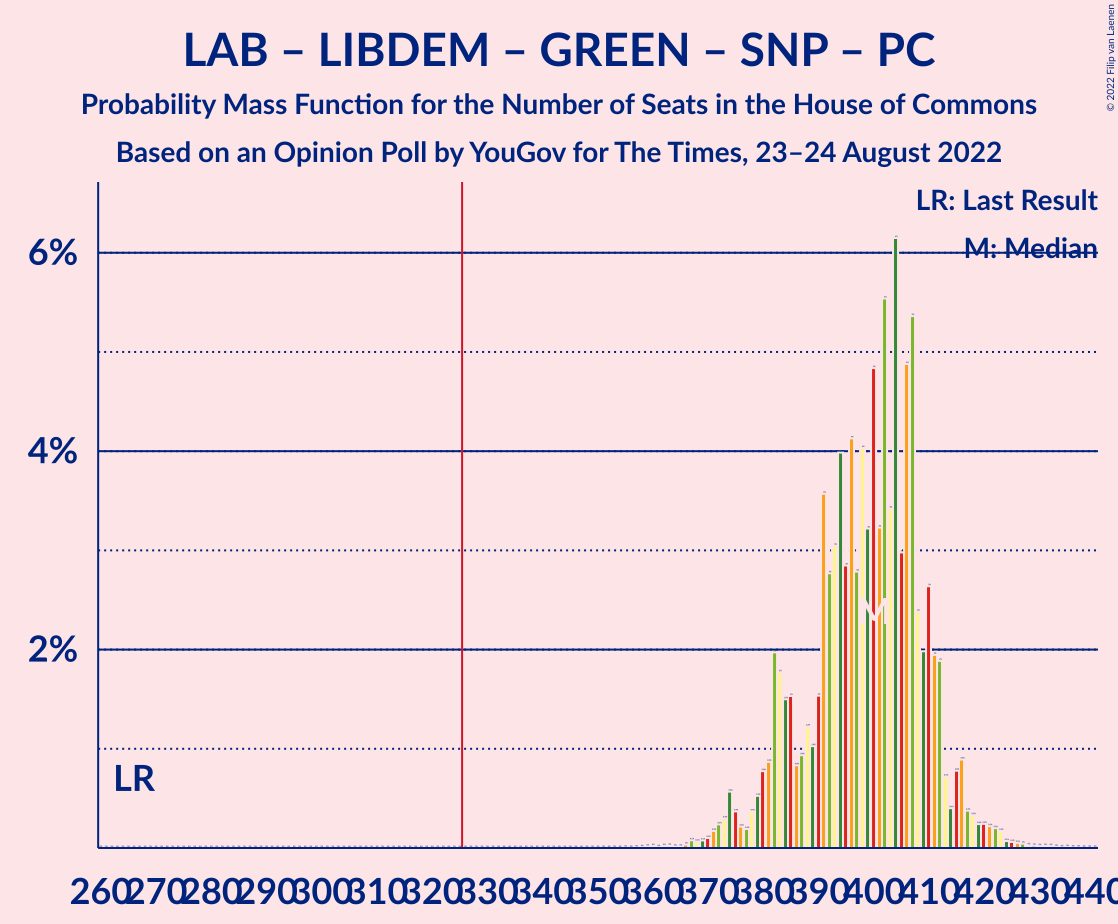 LAB – LIBDEM – GREEN – SNP – PC
Probability Mass Function for the Number of Seats in the House of Commons
Based on an Opinion Poll by YouGov for The Times, 23–24 August 2022
© 2022 Filip van Laenen
LR: Last Result
M: Median
6%
4%
2%
LR
M
260 270 280 290 300 310 320 330 340 350 360 370 380 390 400 410 420 430 440